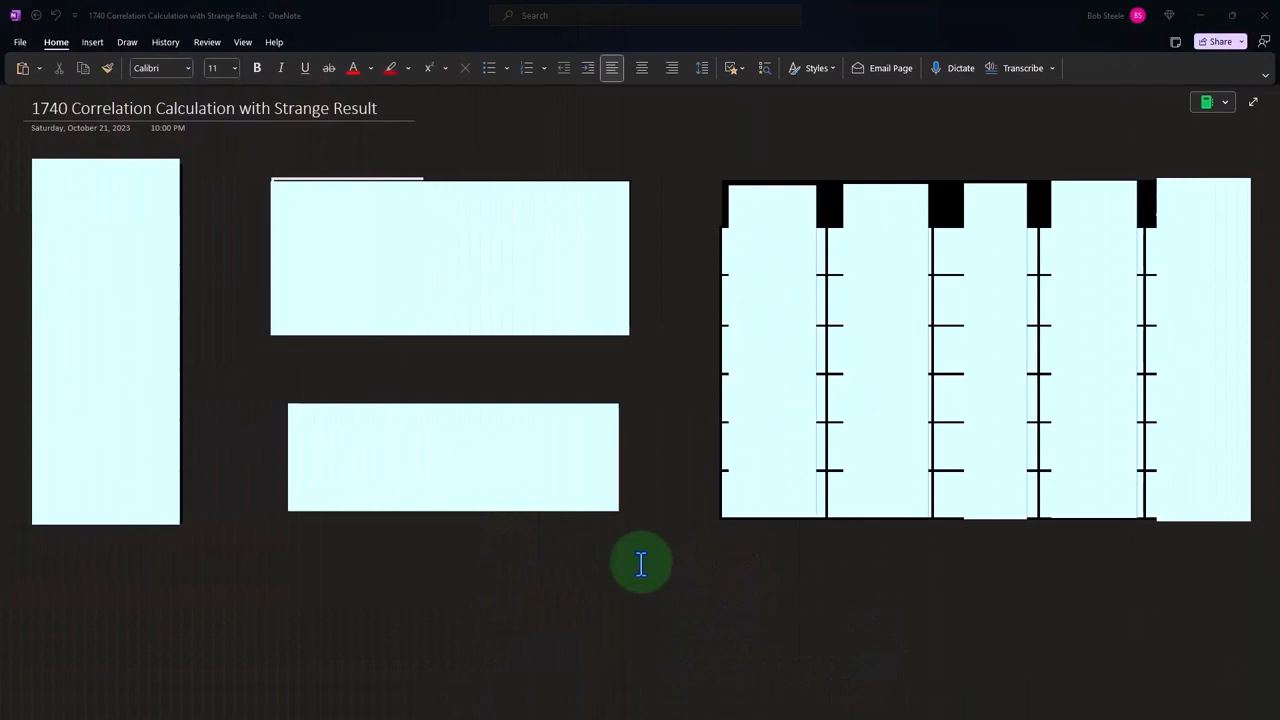 1740 Correlation Calculation with Strange Result - OneNote
Search
Bob Steele
BS
File Home Insert Draw History Review View Help
Share
Calibri 11 B I U ab A x Styles Email Page Dictate Transcribe
1740 Correlation Calculation with Strange Result
Saturday, October 21, 2023 10:00 PM